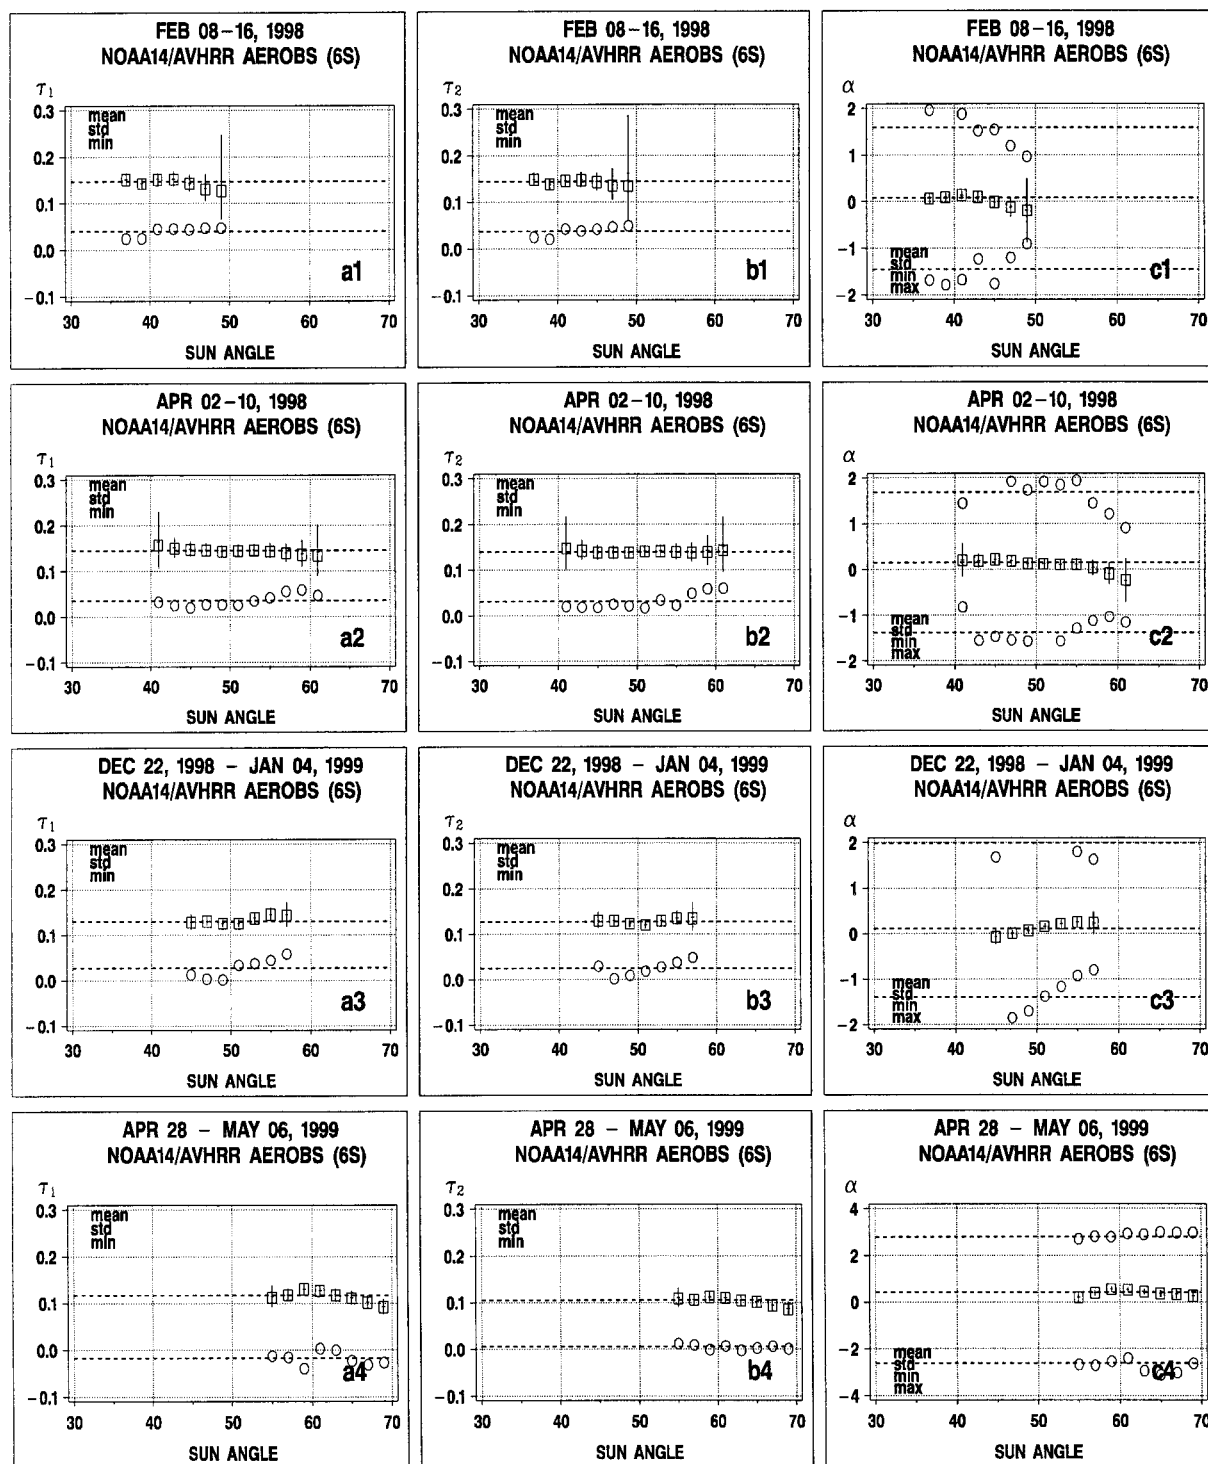 FEB 08-16, 1998
NOAA14/AVHRR AEROBS (6S)
τ1
0.3
0.2
0.1
0.0
-0.1
mean
std
min
a1
30 40 50 60 70
SUN ANGLE
FEB 08-16, 1998
NOAA14/AVHRR AEROBS (6S)
τ2
0.3
0.2
0.1
0.0
-0.1
mean
std
min
b1
30 40 50 60 70
SUN ANGLE
FEB 08-16, 1998
NOAA14/AVHRR AEROBS (6S)
α
2
1
0
-1
-2
mean
std
min
max
c1
30 40 50 60 70
SUN ANGLE
APR 02-10, 1998
NOAA14/AVHRR AEROBS (6S)
τ1
0.3
0.2
0.1
0.0
-0.1
mean
std
min
a2
30 40 50 60 70
SUN ANGLE
APR 02-10, 1998
NOAA14/AVHRR AEROBS (6S)
τ2
0.3
0.2
0.1
0.0
-0.1
mean
std
min
b2
30 40 50 60 70
SUN ANGLE
APR 02-10, 1998
NOAA14/AVHRR AEROBS (6S)
α
2
1
0
-1
-2
mean
std
min
max
c2
30 40 50 60 70
SUN ANGLE
DEC 22, 1998 - JAN 04, 1999
NOAA14/AVHRR AEROBS (6S)
τ1
0.3
0.2
0.1
0.0
-0.1
mean
std
min
a3
30 40 50 60 70
SUN ANGLE
DEC 22, 1998 - JAN 04, 1999
NOAA14/AVHRR AEROBS (6S)
τ2
0.3
0.2
0.1
0.0
-0.1
mean
std
min
b3
30 40 50 60 70
SUN ANGLE
DEC 22, 1998 - JAN 04, 1999
NOAA14/AVHRR AEROBS (6S)
α
2
1
0
-1
-2
mean
std
min
max
c3
30 40 50 60 70
SUN ANGLE
APR 28 - MAY 06, 1999
NOAA14/AVHRR AEROBS (6S)
τ1
0.3
0.2
0.1
0.0
-0.1
mean
std
min
a4
30 40 50 60 70
SUN ANGLE
APR 28 - MAY 06, 1999
NOAA14/AVHRR AEROBS (6S)
τ2
0.3
0.2
0.1
0.0
-0.1
mean
std
min
b4
30 40 50 60 70
SUN ANGLE
APR 28 - MAY 06, 1999
NOAA14/AVHRR AEROBS (6S)
α
4
2
0
-2
-4
mean
std
min
max
c4
30 40 50 60 70
SUN ANGLE